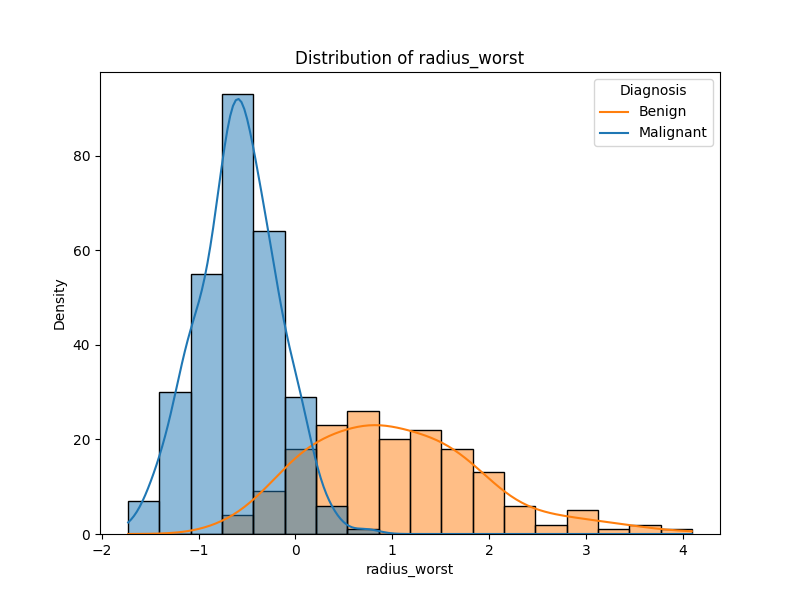 Distribution of radius_worst
Diagnosis
Benign
Malignant
Density
80
60
40
20
0
−2
−1
0
1
2
3
4
radius_worst